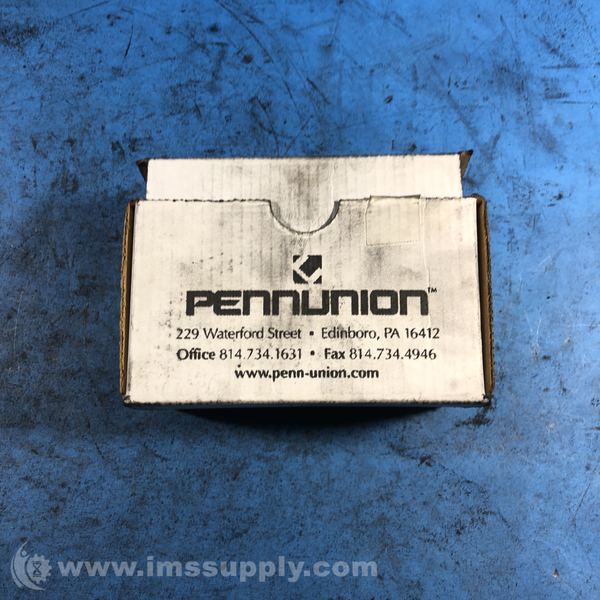 PENNUNION™
229 Waterford Street • Edinboro, PA 16412
Office 814.734.1631 • Fax 814.734.4946
www.penn-union.com
www.imssupply.com